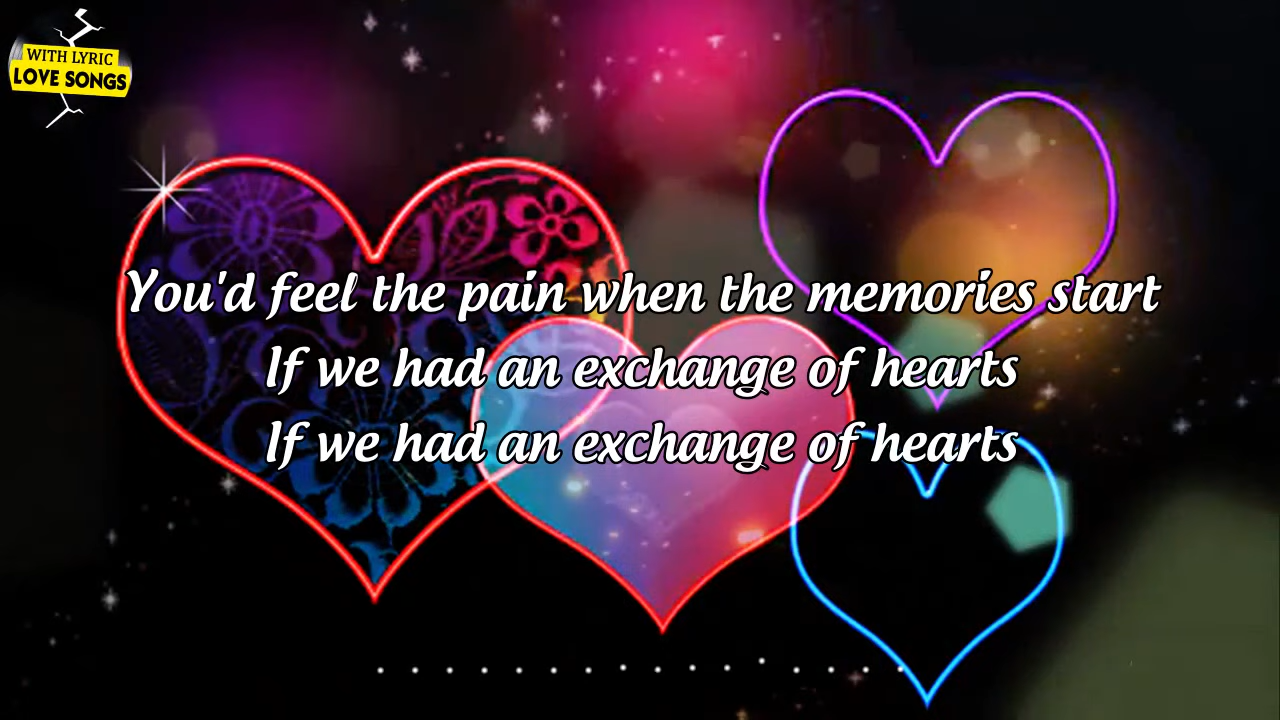 WITH LYRIC
LOVE SONGS
You'd feel the pain when the memories start
If we had an exchange of hearts
If we had an exchange of hearts